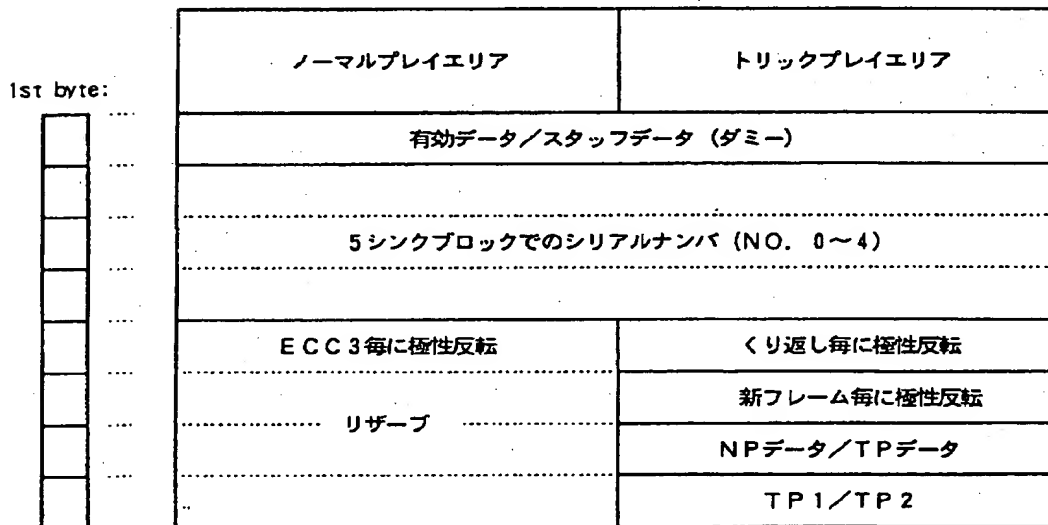 ノーマルプレイエリア トリックプレイエリア
1st byte:
有効データ／スタッフデータ（ダミー）
5シンクブロックでのシリアルナンバ（NO. 0～4）
ECC3毎に極性反転 くり返し毎に極性反転
新フレーム毎に極性反転
リザーブ
NPデータ／TPデータ
TP1／TP2